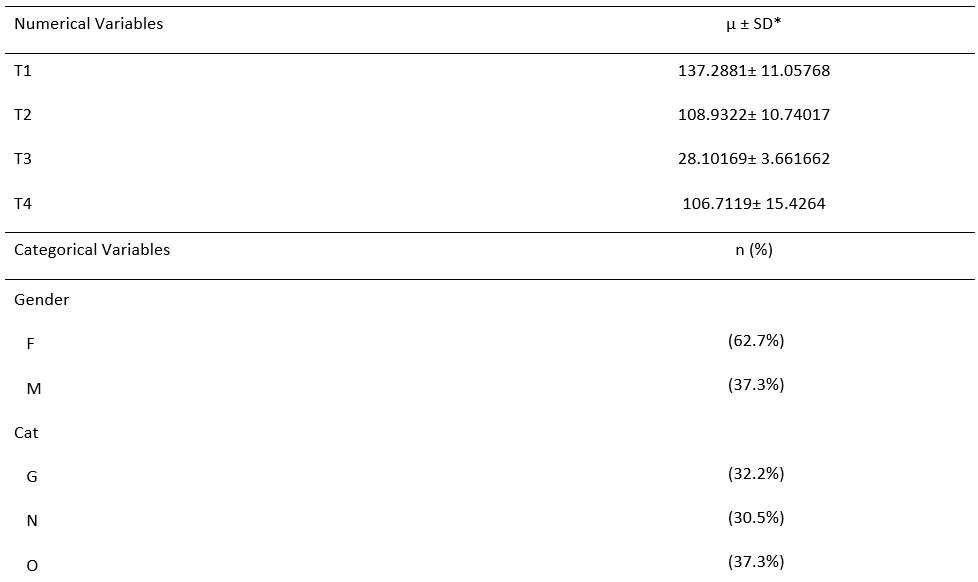 Numerical Variables µ ± SD*
T1 137.2881± 11.05768
T2 108.9322± 10.74017
T3 28.10169± 3.661662
T4 106.7119± 15.4264
Categorical Variables n (%)
Gender
F (62.7%)
M (37.3%)
Cat
G (32.2%)
N (30.5%)
O (37.3%)